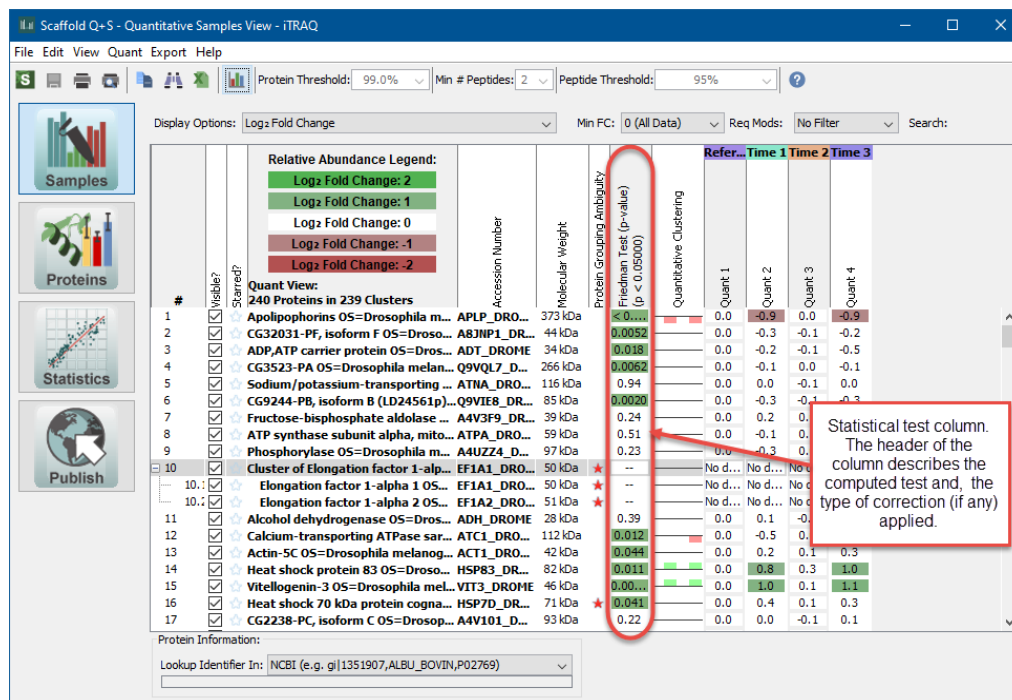 Scaffold Q+S - Quantitative Samples View - iTRAQ
File Edit View Quant Export Help
Protein Threshold: 99.0% Min # Peptides: 2 Peptide Threshold: 95%
Display Options: Log₂ Fold Change Min FC: 0 (All Data) Req Mods: No Filter Search:
Samples
Proteins
Statistics
Publish
Relative Abundance Legend:
Log₂ Fold Change: 2
Log₂ Fold Change: 1
Log₂ Fold Change: 0
Log₂ Fold Change: -1
Log₂ Fold Change: -2
Quant View:
240 Proteins in 239 Clusters
#
Visible?
Starred?
Accession Number
Molecular Weight
Protein Grouping Ambiguity
Friedman Test (p-value)
(p < 0.05000)
Quantitative Clustering
Refer... Time 1 Time 2 Time 3
Quant 1
Quant 2
Quant 3
Quant 4
1 Apolipophorins OS=Drosophila m... APLP_DRO... 373 kDa < 0.... 0.0 -0.9 0.0 -0.9
2 CG32031-PF, isoform F OS=Droso... A8JNP1_DR... 44 kDa 0.0052 0.0 -0.3 -0.1 -0.2
3 ADP,ATP carrier protein OS=Dros... ADT_DROME 34 kDa 0.018 0.0 -0.2 -0.1 -0.5
4 CG3523-PA OS=Drosophila melan... Q9VQL7_D... 266 kDa 0.0062 0.0 -0.1 0.0 -0.1
5 Sodium/potassium-transporting ... ATNA_DRO... 116 kDa 0.94 0.0 0.0 -0.1 0.0
6 CG9244-PB, isoform B (LD24561p)... Q9VIE8_DR... 85 kDa 0.0020 0.0 -0.3 -0.1 -0.3
7 Fructose-bisphosphate aldolase ... A4V3F9_DR... 39 kDa 0.24 0.0 0.2
8 ATP synthase subunit alpha, mito... ATPA_DRO... 59 kDa 0.51 0.0 -0.1
9 Phosphorylase OS=Drosophila m... A4UZZ4_D... 97 kDa 0.23 0.0 -0.3
10 Cluster of Elongation factor 1-alp... EF1A1_DRO... 50 kDa ★ -- No d... No d...
10.: Elongation factor 1-alpha 1 OS... EF1A1_DRO... 50 kDa ★ -- No d... No d...
10.2 Elongation factor 1-alpha 2 OS... EF1A2_DRO... 51 kDa ★ -- No d... No d...
11 Alcohol dehydrogenase OS=Dros... ADH_DROME 28 kDa 0.39 0.0 0.1
12 Calcium-transporting ATPase sar... ATC1_DRO... 112 kDa 0.012 0.0 -0.5
13 Actin-5C OS=Drosophila melanog... ACT1_DRO... 42 kDa 0.044 0.0 0.2 0.1 0.3
14 Heat shock protein 83 OS=Droso... HSP83_DR... 82 kDa 0.011 0.0 0.8 0.3 1.0
15 Vitellogenin-3 OS=Drosophila mel... VIT3_DROME 46 kDa 0.00... 0.0 1.0 0.1 1.1
16 Heat shock 70 kDa protein cogna... HSP7D_DR... 71 kDa ★ 0.041 0.0 0.4 0.1 0.3
17 CG2238-PC, isoform C OS=Drosop... A4V101_D... 93 kDa 0.22 0.0 0.0 -0.1 0.1
Statistical test column.
The header of the
column describes the
computed test and, the
type of correction (if any)
applied.
Protein Information:
Lookup Identifier In: NCBI (e.g. gi|1351907,ALBU_BOVIN,P02769)